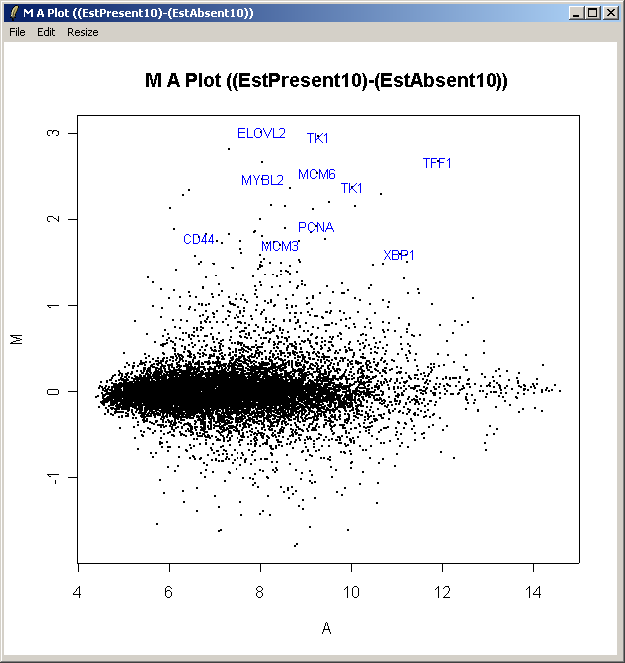 M A Plot ((EstPresent10)-(EstAbsent10))
File Edit Resize
M A Plot ((EstPresent10)-(EstAbsent10))
3
ELOVL2
TK1
TFF1
MCM6
MYBL2
TK1
2
PCNA
CD44
MCM3
XBP1
1
M
0
-1
4 6 8 10 12 14
A